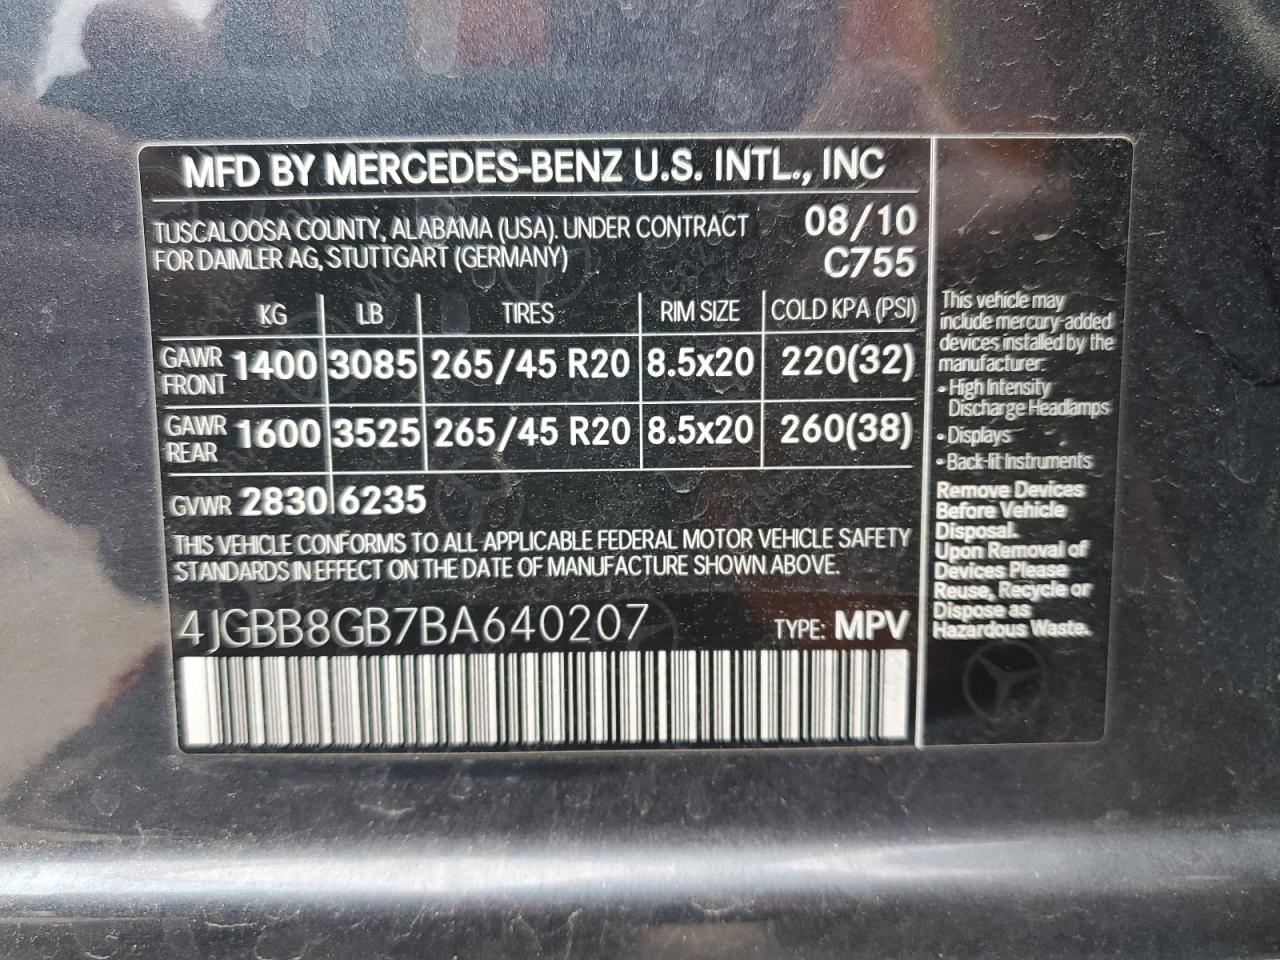 MFD BY MERCEDES-BENZ U.S. INTL., INC
TUSCALOOSA COUNTY, ALABAMA (USA). UNDER CONTRACT 08/10
FOR DAIMLER AG, STUTTGART (GERMANY) C755
KG LB TIRES RIM SIZE COLD KPA (PSI)
GAWR FRONT 1400 3085 265/45 R20 8.5x20 220(32)
GAWR REAR 1600 3525 265/45 R20 8.5x20 260(38)
GVWR 2830 6235
THIS VEHICLE CONFORMS TO ALL APPLICABLE FEDERAL MOTOR VEHICLE SAFETY
STANDARDS IN EFFECT ON THE DATE OF MANUFACTURE SHOWN ABOVE.
4JGBB8GB7BA640207 TYPE: MPV
This vehicle may
include mercury-added
devices installed by the
manufacturer:
• High Intensity
Discharge Headlamps
• Displays
• Back-lit Instruments
Remove Devices
Before Vehicle
Disposal.
Upon Removal of
Devices Please
Reuse, Recycle or
Dispose as
Hazardous Waste.